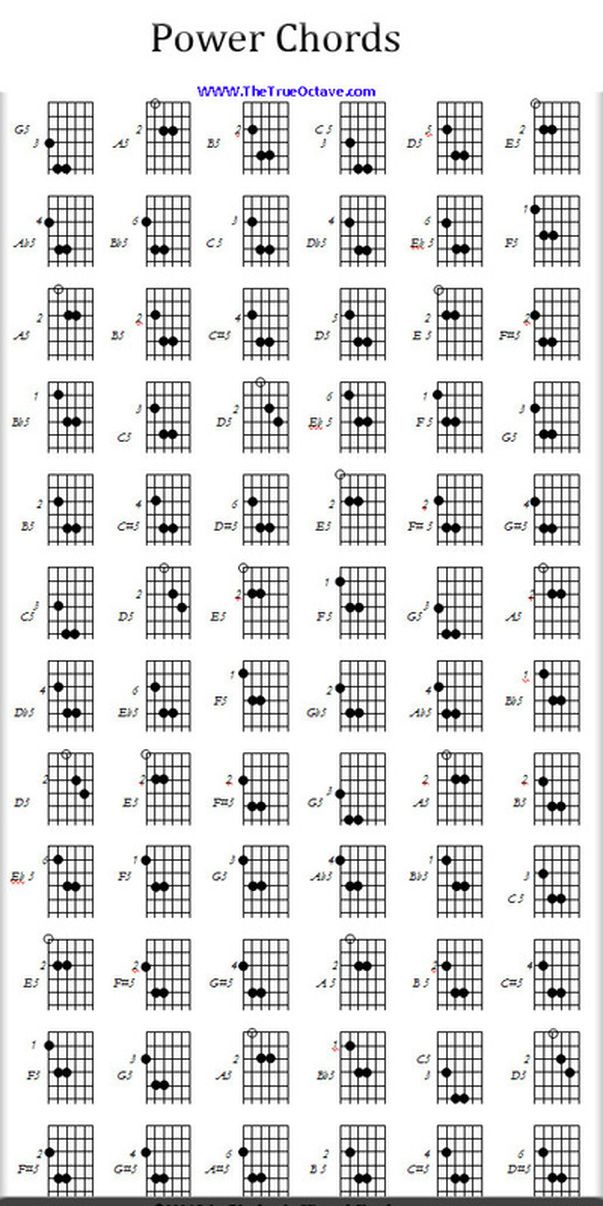 Power Chords
WWW.TheTrueOctave.com
G5 3 A5 2 B5 2 C5 3 D5 5 E5 2
Ab5 4 Bb5 6 C5 3 Db5 4 Eb5 6 F5 1
A5 2 B5 2 C#5 4 D5 5 E5 2 F#5 2
Bb5 1 C5 3 D5 2 Eb5 6 F5 1 G5 3
B5 2 C#5 4 D#5 6 E5 2 F#5 2 G#5 4
C5 3 D5 2 E5 2 F5 1 G5 3 A5 2
Db5 4 Eb5 6 F5 1 Gb5 2 Ab5 4 Bb5 1
D5 2 E5 2 F#5 2 G5 3 A5 2 B5 2
Eb5 6 F5 1 G5 3 Ab5 4 Bb5 1 C5 3
E5 2 F#5 2 G#5 4 A5 2 B5 2 C#5 4
F5 1 G5 3 A5 2 Bb5 1 C5 3 D5 2
F#5 2 G#5 4 A#5 6 B5 2 C#5 4 D#5 6